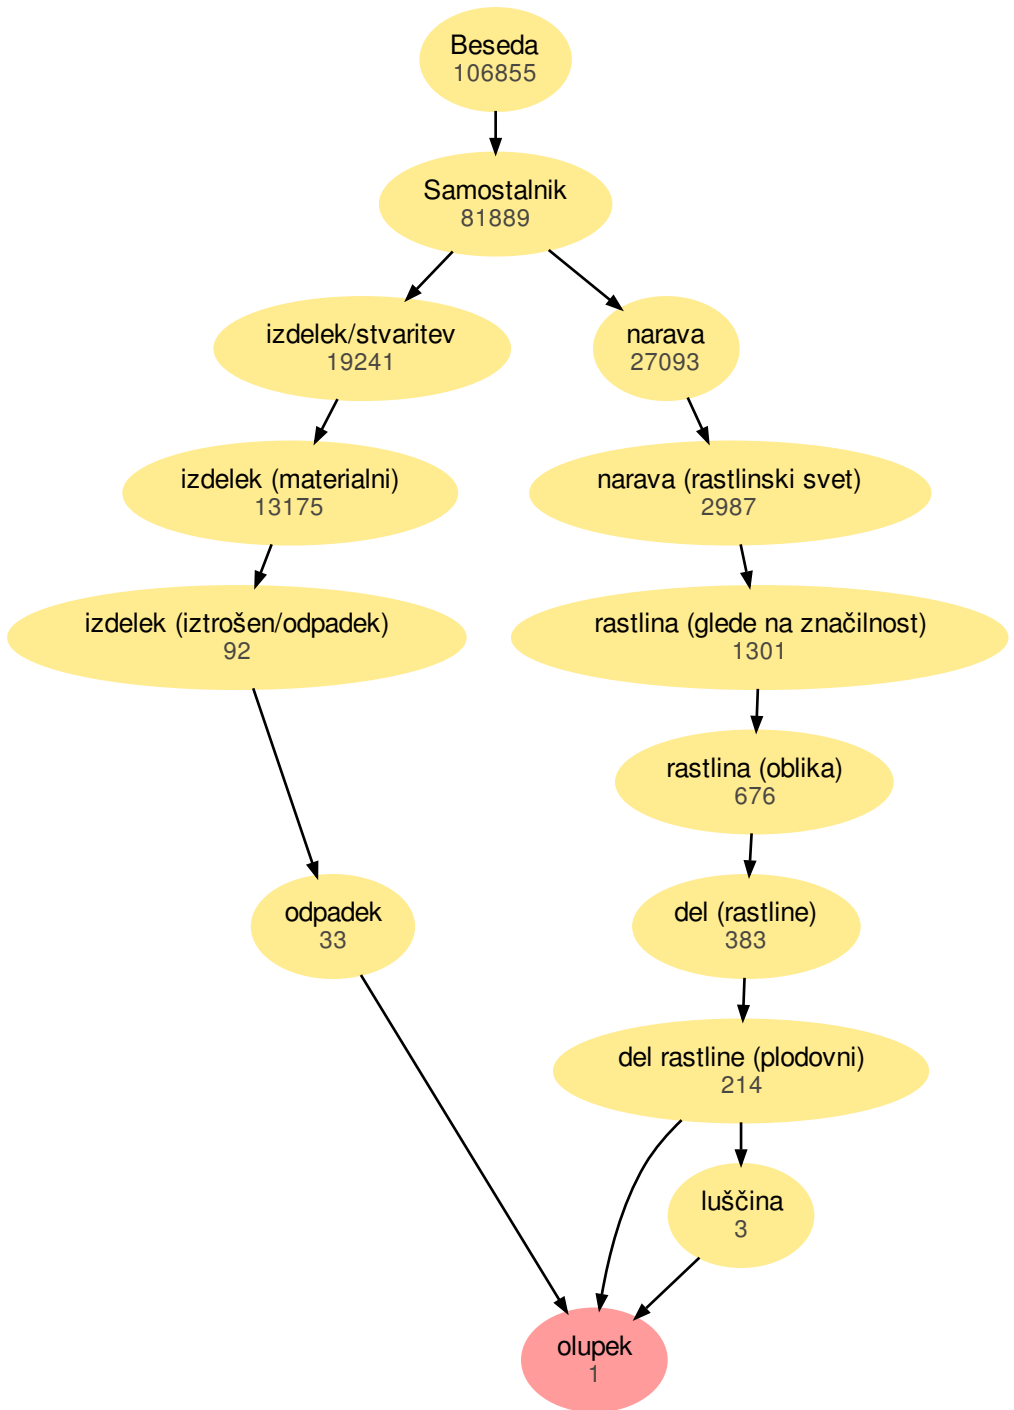 Beseda
106855
Samostalnik
81889
izdelek/stvaritev
19241
narava
27093
izdelek (materialni)
13175
narava (rastlinski svet)
2987
izdelek (iztrošen/odpadek)
92
rastlina (glede na značilnost)
1301
rastlina (oblika)
676
odpadek
33
del (rastline)
383
del rastline (plodovni)
214
luščina
3
olupek
1